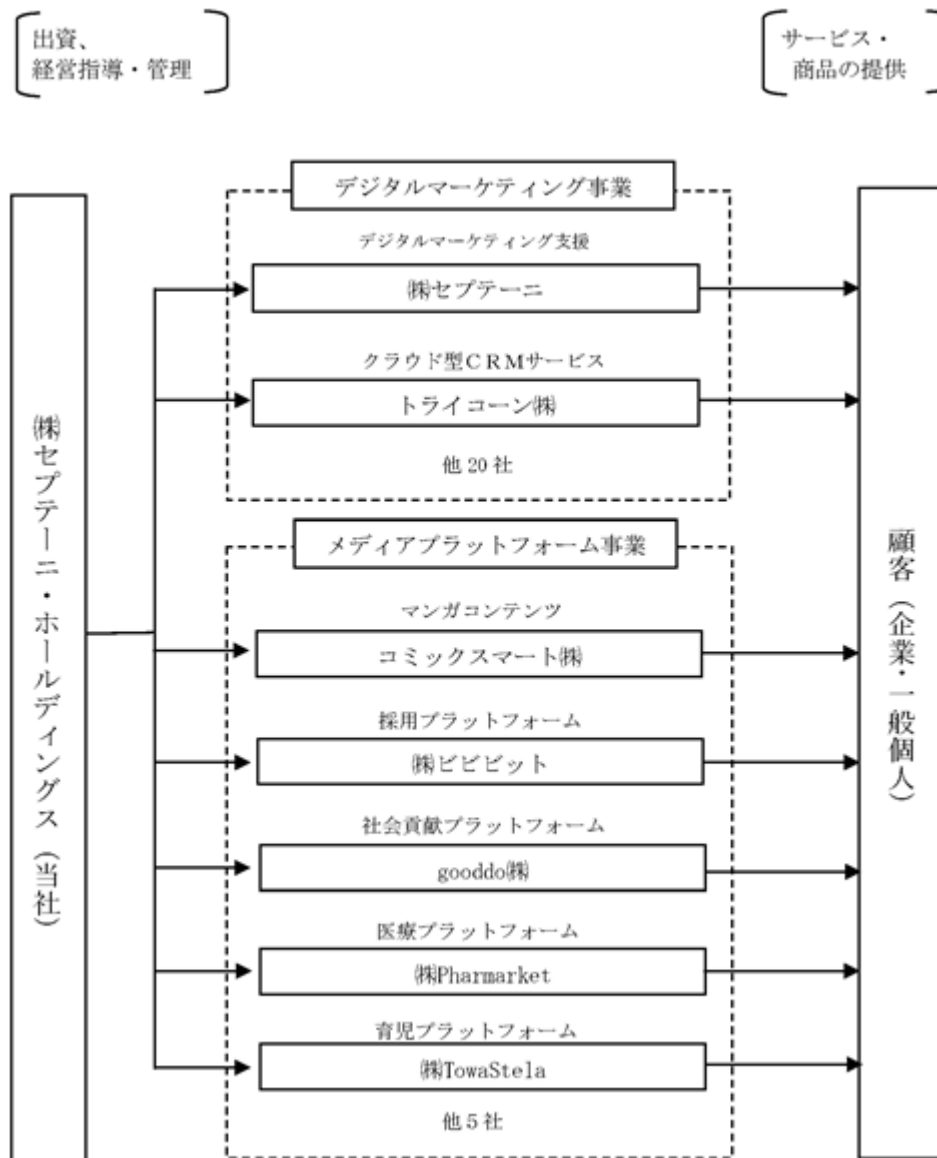 出資、
経営指導・管理
サービス・
商品の提供
㈱セプテーニ・ホールディングス（当社）
デジタルマーケティング事業
デジタルマーケティング支援
㈱セプテーニ
クラウド型ＣＲＭサービス
トライコーン㈱
他20社
メディアプラットフォーム事業
マンガコンテンツ
コミックスマート㈱
採用プラットフォーム
㈱ビビビット
社会貢献プラットフォーム
gooddo㈱
医療プラットフォーム
㈱Pharmarket
育児プラットフォーム
㈱TowaStela
他５社
顧客（企業・一般個人）